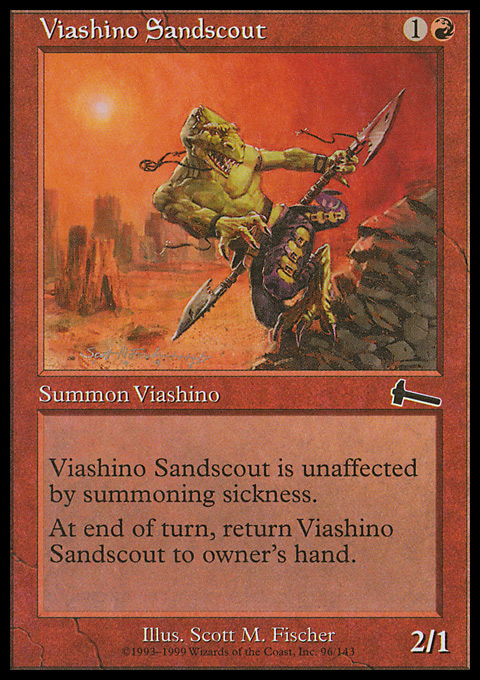 Viashino Sandscout 1
Summon Viashino
Viashino Sandscout is unaffected
by summoning sickness.
At end of turn, return Viashino
Sandscout to owner's hand.
Illus. Scott M. Fischer
©1993-1999 Wizards of the Coast, Inc. 96/143
2/1